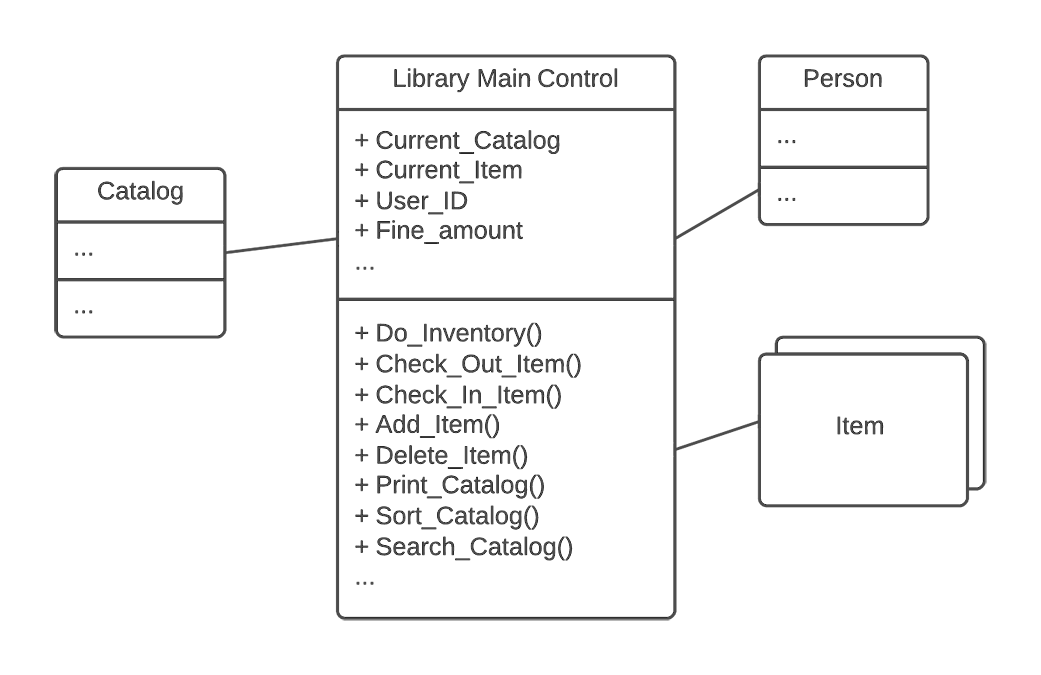 Library Main Control
+ Current_Catalog
+ Current_Item
+ User_ID
+ Fine_amount
...
+ Do_Inventory()
+ Check_Out_Item()
+ Check_In_Item()
+ Add_Item()
+ Delete_Item()
+ Print_Catalog()
+ Sort_Catalog()
+ Search_Catalog()
...
Catalog
...
...
Person
...
...
Item